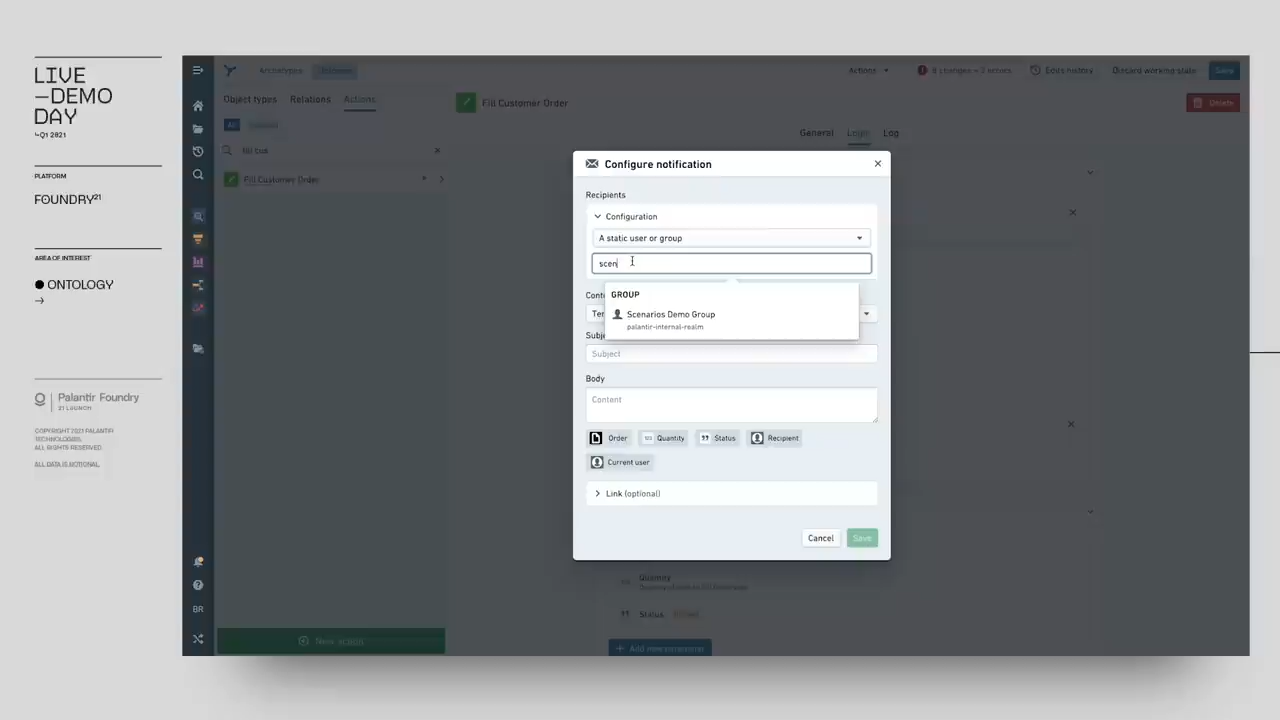 LIVE
—DEMO
DAY
↳Q1 2021
PLATFORM
FOUNDRY²¹
AREA OF INTEREST
● ONTOLOGY
→
Palantir Foundry
21 LAUNCH
COPYRIGHT 2021 PALANTIR
TECHNOLOGIES.
ALL RIGHTS RESERVED.
ALL DATA IS NOTIONAL.
Archetypes
Actions
Edits history
Discard working state
Save
Object types Relations Actions
All
fill cus
Fill Customer Order
New action
BR
Fill Customer Order
Delete
General Logic Log
Configure notification
Recipients
Configuration
A static user or group
scen
GROUP
Scenarios Demo Group
palantir-internal-realm
Subject
Body
Content
Order Quantity Status Recipient
Current user
Link (optional)
Cancel Save
Quantity
Status